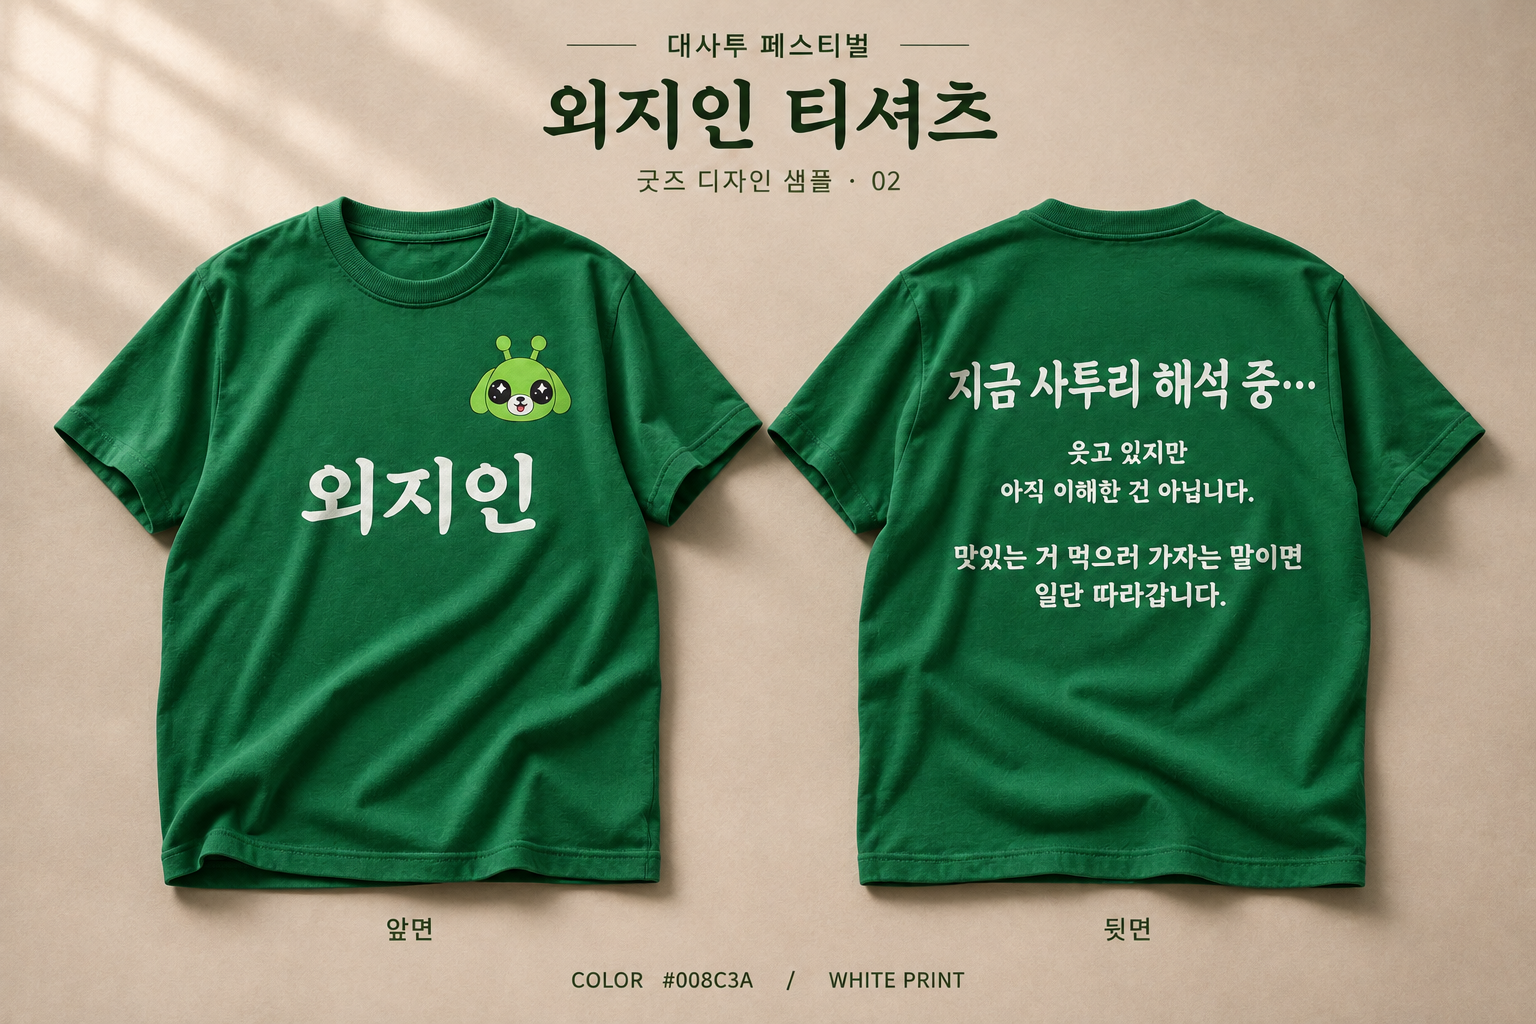 대사투 페스티벌
외지인 티셔츠
굿즈 디자인 샘플 · 02
외지인
지금 사투리 해석 중…
웃고 있지만
아직 이해한 건 아닙니다.
맛있는 거 먹으러 가자는 말이면
일단 따라갑니다.
앞면
뒷면
COLOR #008C3A / WHITE PRINT